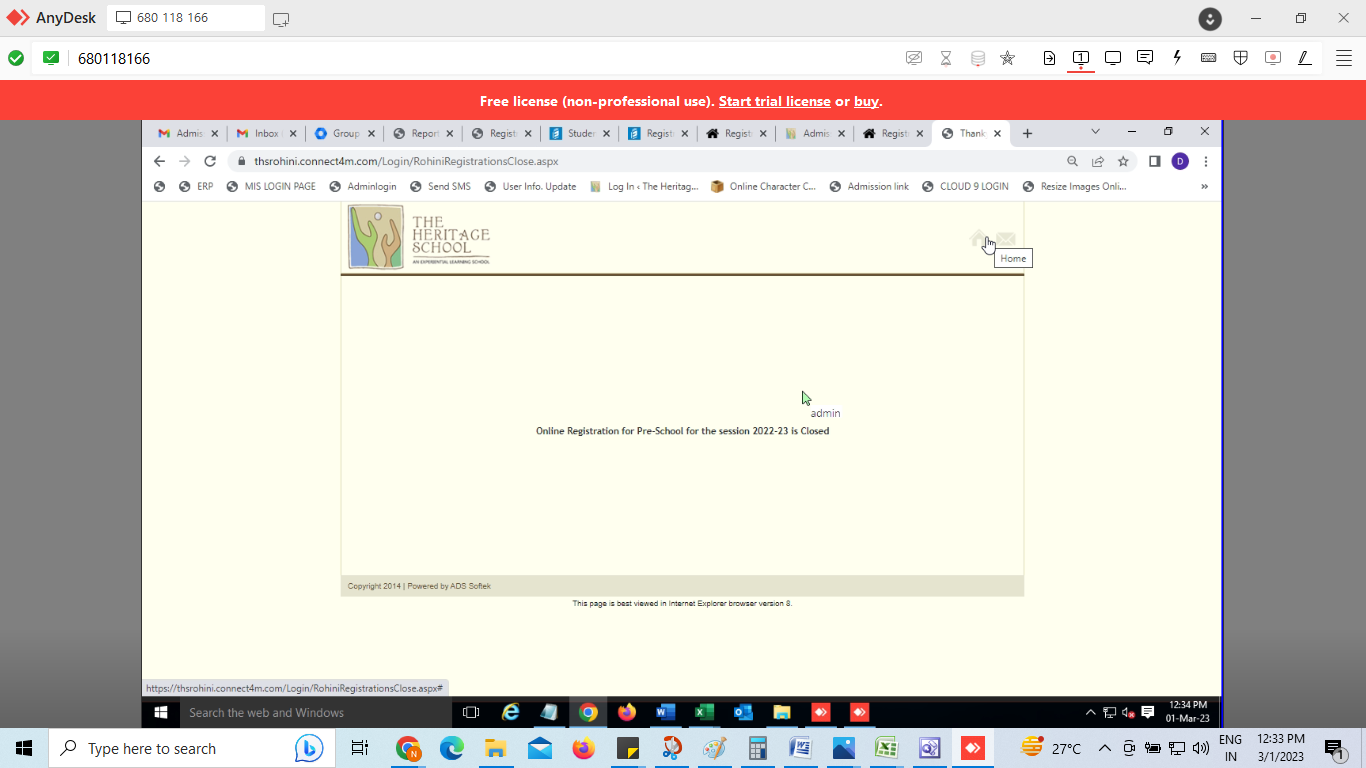 AnyDesk
680 118 166
680118166
1
Free license (non-professional use). Start trial license or buy.
Admis
Inbox
Group
Report
Regist
Studer
Registr
Registr
Admis
Registr
Thank
thsrohini.connect4m.com/Login/RohiniRegistrationsClose.aspx
D
ERP
MIS LOGIN PAGE
Adminlogin
Send SMS
User Info. Update
Log In ‹ The Heritag...
Online Character C...
Admission link
CLOUD 9 LOGIN
Resize Images Onli...
»
THE
HERITAGE
SCHOOL
AN EXPERIENTIAL LEARNING SCHOOL
Home
admin
Online Registration for Pre-School for the session 2022-23 is Closed
Copyright 2014 | Powered by ADS Softek
This page is best viewed in Internet Explorer browser version 8.
https://thsrohini.connect4m.com/Login/RohiniRegistrationsClose.aspx#
Search the web and Windows
12:34 PM
01-Mar-23
Type here to search
N
27°C
ENG
IN
12:33 PM
3/1/2023
1